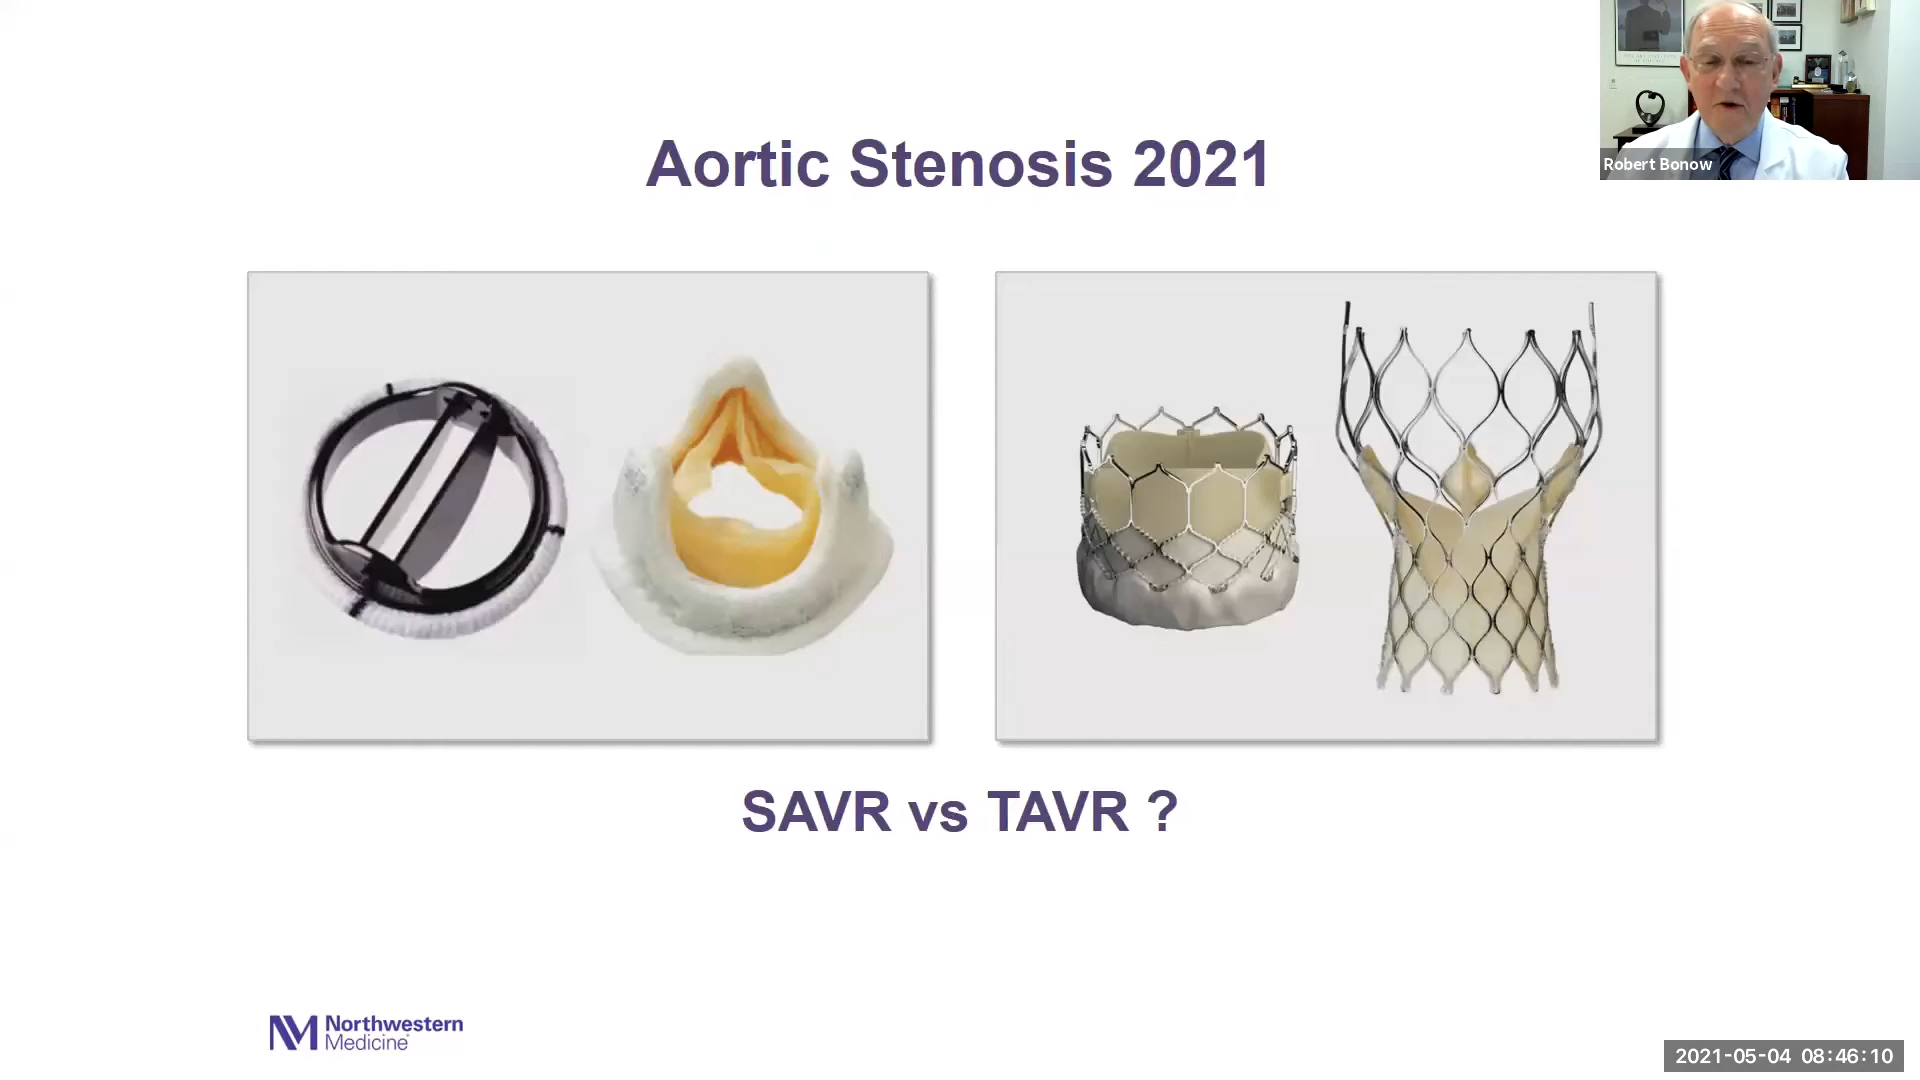 Aortic Stenosis 2021
Robert Bonow
SAVR vs TAVR ?
Northwestern
Medicine
2021-05-04 08:46:10